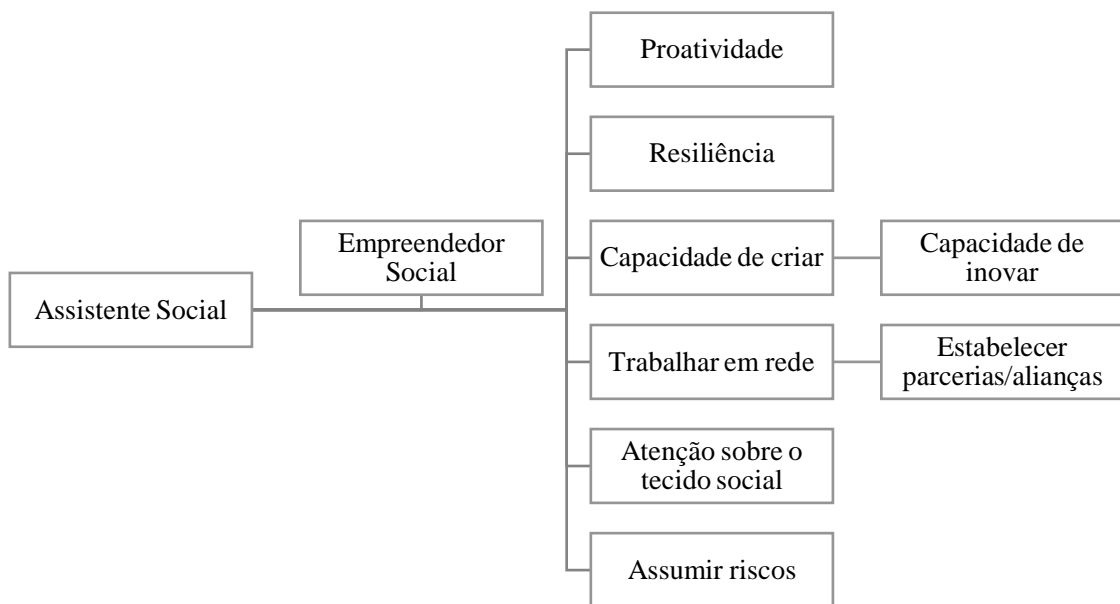 Proatividade
Resiliência
Empreendedor
Social
Capacidade de criar
Capacidade de
inovar
Assistente Social
Trabalhar em rede
Estabelecer
parcerias/alianças
Atenção sobre o
tecido social
Assumir riscos